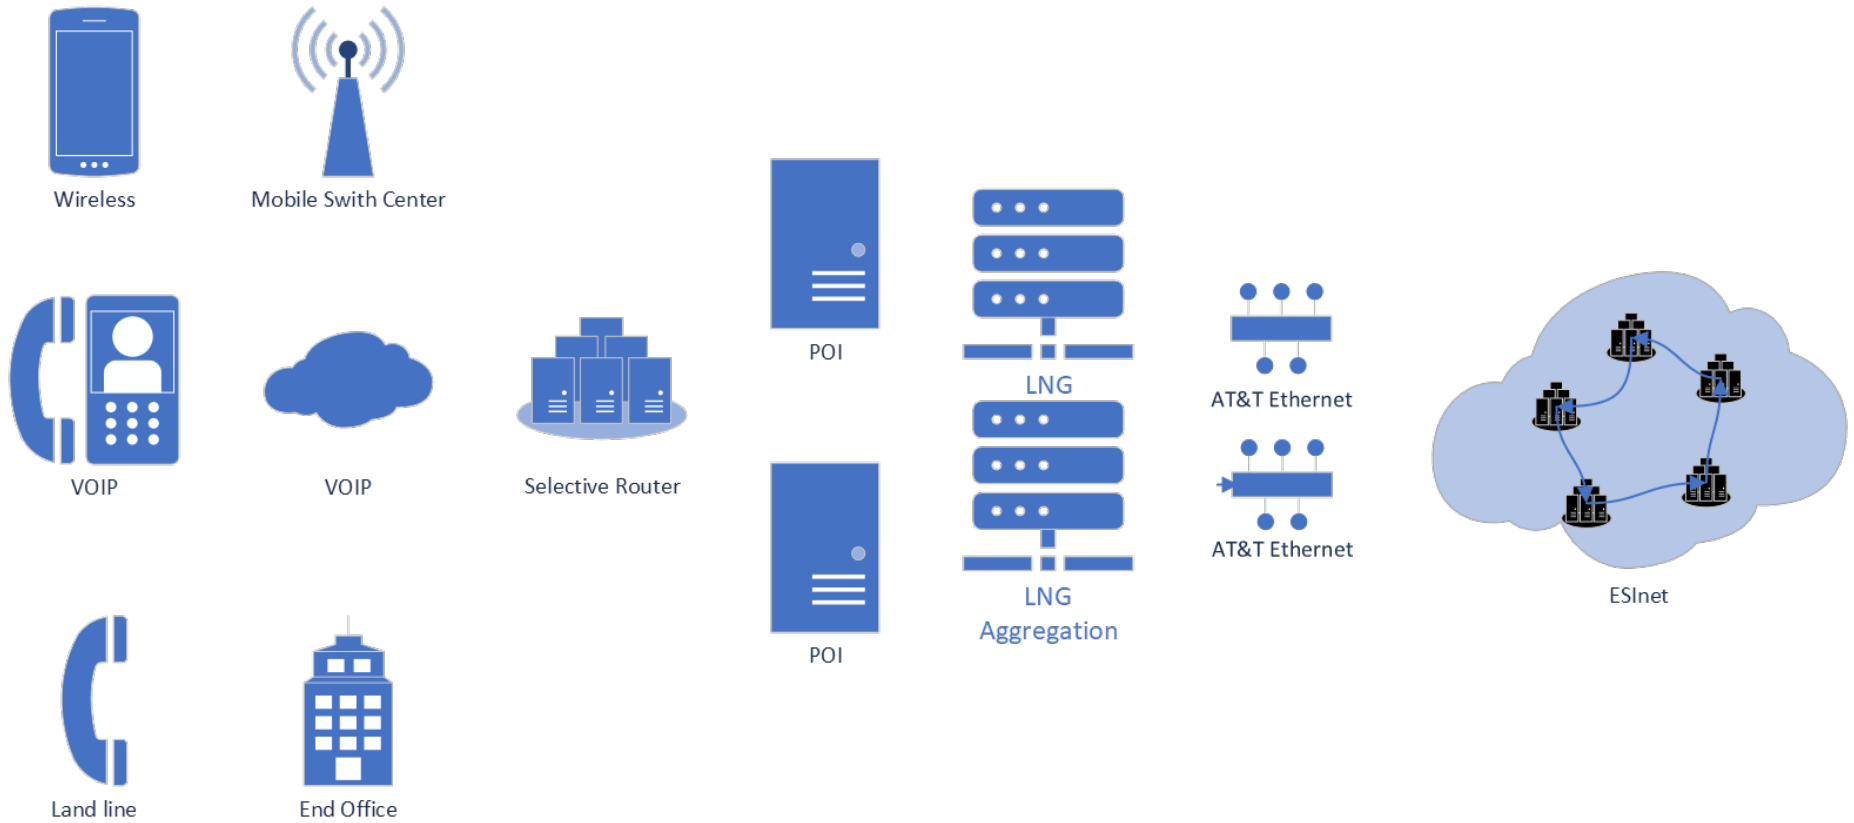 Wireless
Mobile Swith Center
VOIP
VOIP
Selective Router
Land line
End Office
POI
POI
LNG
LNG
Aggregation
AT&T Ethernet
AT&T Ethernet
ESInet